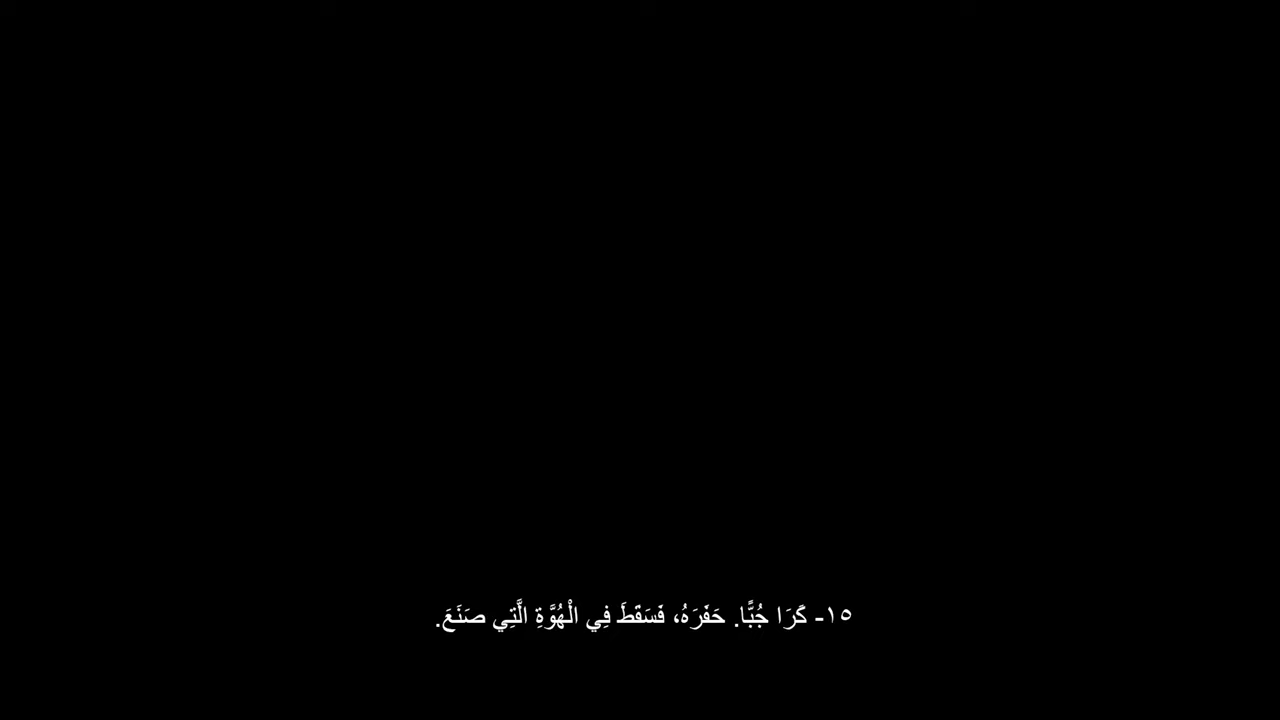 ١٥- كَرَا جُبًّا. حَفَرَهُ، فَسَقَطَ فِي الْهُوَّةِ الَّتِي صَنَعَ.